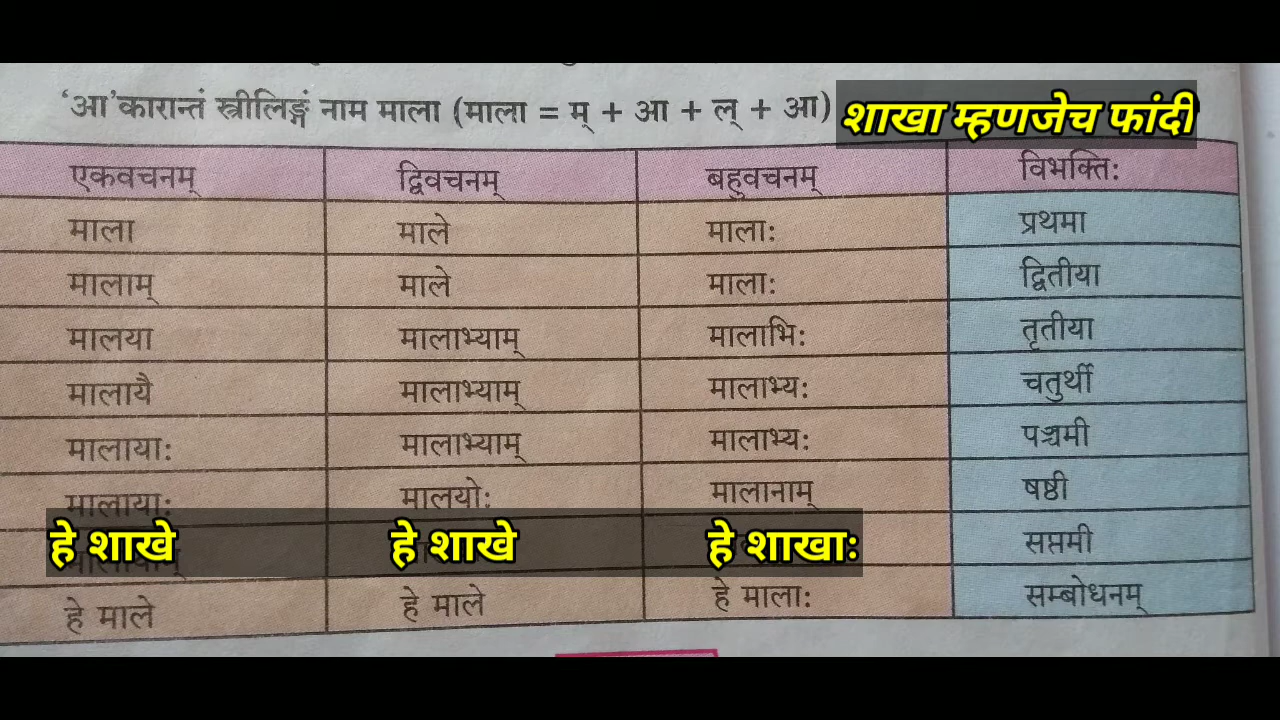 ‘आ’कारान्तं स्त्रीलिङ्गं नाम माला (माला = म् + आ + ल् + आ) शाखा म्हणजेच फांदी
एकवचनम् द्विवचनम् बहुवचनम् विभक्तिः
माला माले मालाः प्रथमा
मालाम् माले मालाः द्वितीया
मालया मालाभ्याम् मालाभिः तृतीया
मालायै मालाभ्याम् मालाभ्यः चतुर्थी
मालायाः मालाभ्याम् मालाभ्यः पञ्चमी
मालायाः मालयोः मालानाम् षष्ठी
हे शाखे हे शाखे हे शाखाः सप्तमी
हे माले हे माले हे मालाः सम्बोधनम्